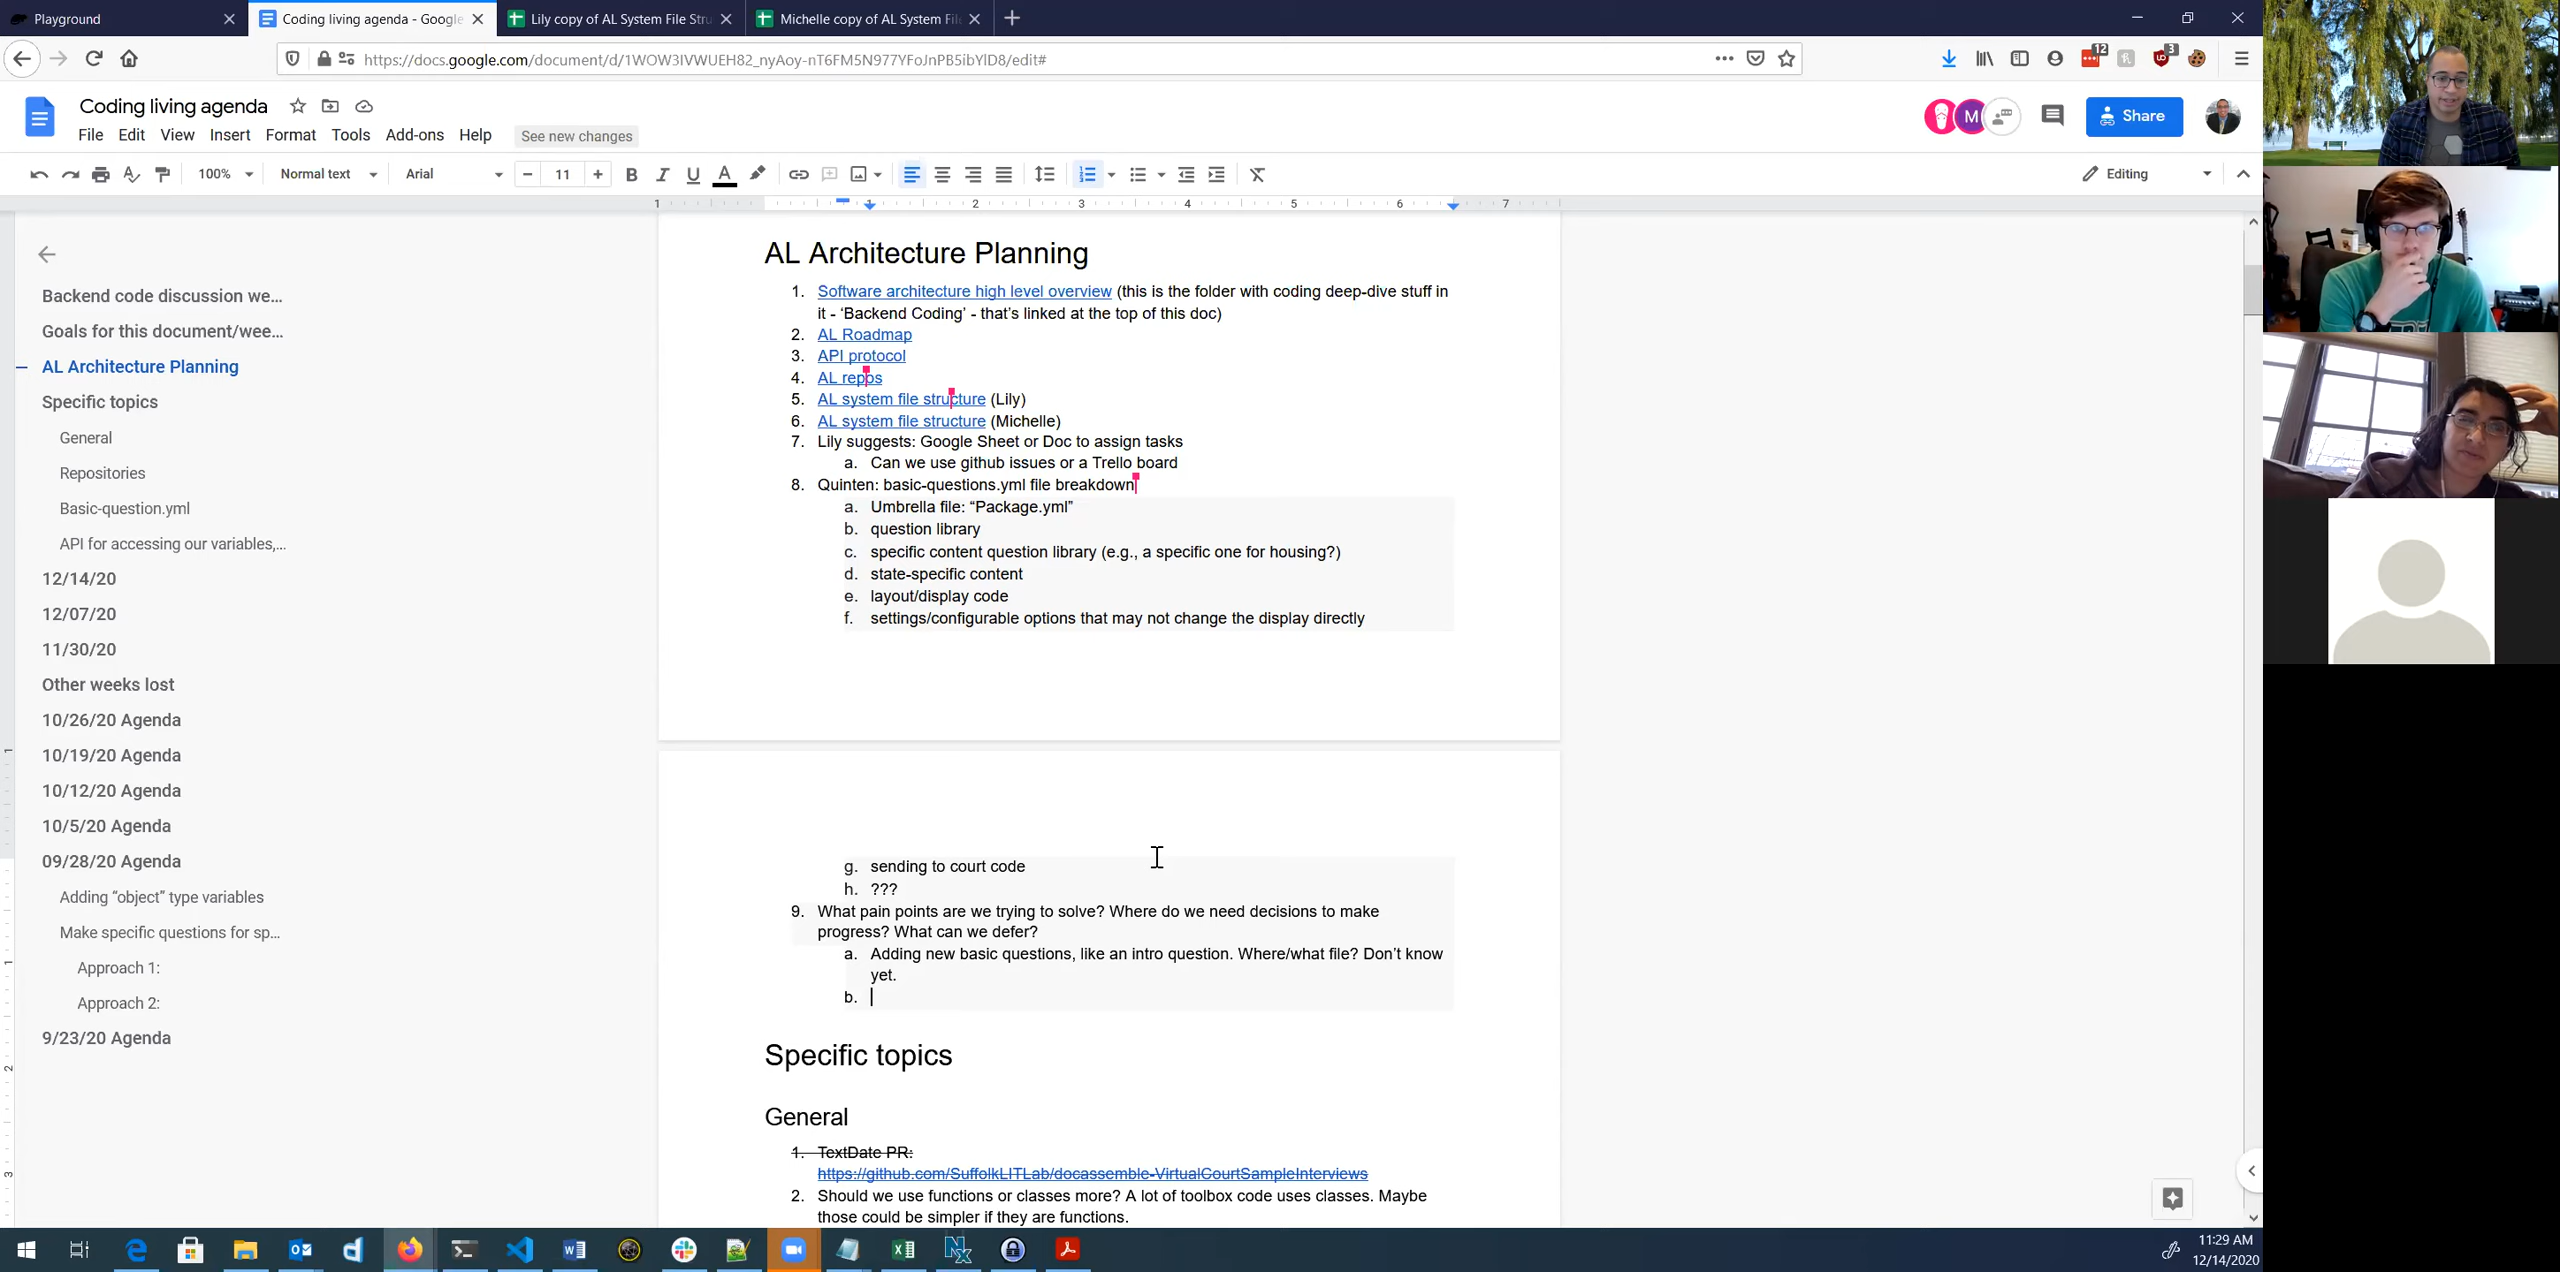 Playground
Coding living agenda - Google
Lily copy of AL System File Stru
Michelle copy of AL System Fil
https://docs.google.com/document/d/1WOW3IVWUEH82_nyAoy-nT6FM5N977YFoJnPB5ibYlD8/edit#
12
3
Coding living agenda
File Edit View Insert Format Tools Add-ons Help See new changes
M
Share
100% Normal text Arial 11 Editing
1 1 2 3 4 5 6 7
Backend code discussion we...
Goals for this document/wee...
AL Architecture Planning
Specific topics
General
Repositories
Basic-question.yml
API for accessing our variables,...
12/14/20
12/07/20
11/30/20
Other weeks lost
10/26/20 Agenda
10/19/20 Agenda
10/12/20 Agenda
10/5/20 Agenda
09/28/20 Agenda
Adding “object” type variables
Make specific questions for sp...
Approach 1:
Approach 2:
9/23/20 Agenda
AL Architecture Planning
1. Software architecture high level overview (this is the folder with coding deep-dive stuff in
it - ‘Backend Coding’ - that’s linked at the top of this doc)
2. AL Roadmap
3. API protocol
4. AL repos
5. AL system file structure (Lily)
6. AL system file structure (Michelle)
7. Lily suggests: Google Sheet or Doc to assign tasks
a. Can we use github issues or a Trello board
8. Quinten: basic-questions.yml file breakdown
a. Umbrella file: “Package.yml”
b. question library
c. specific content question library (e.g., a specific one for housing?)
d. state-specific content
e. layout/display code
f. settings/configurable options that may not change the display directly
g. sending to court code
h. ???
9. What pain points are we trying to solve? Where do we need decisions to make
progress? What can we defer?
a. Adding new basic questions, like an intro question. Where/what file? Don’t know
yet.
b.
Specific topics
General
1. TextDate PR:
https://github.com/SuffolkLITLab/docassemble-VirtualCourtSampleInterviews
2. Should we use functions or classes more? A lot of toolbox code uses classes. Maybe
those could be simpler if they are functions.
1
1
2
3
11:29 AM
12/14/2020